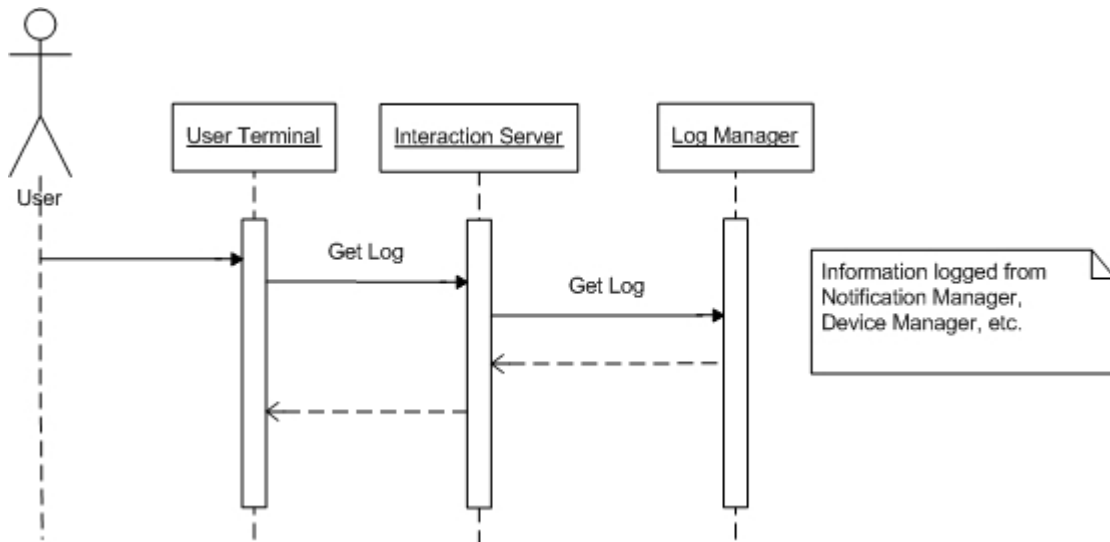 User
User Terminal
Interaction Server
Log Manager
Get Log
Get Log
Information logged from
Notification Manager,
Device Manager, etc.